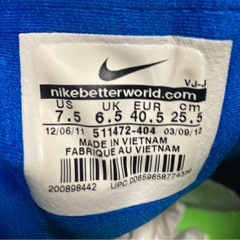 VJ-J
nikebetterworld.com
US UK EUR cm
7.5 6.5 40.5 25.5
12/06/11 511472-404 03/09/12
MADE IN VIETNAM
FABRIQUE AU VIETNAM
200898442
UPC